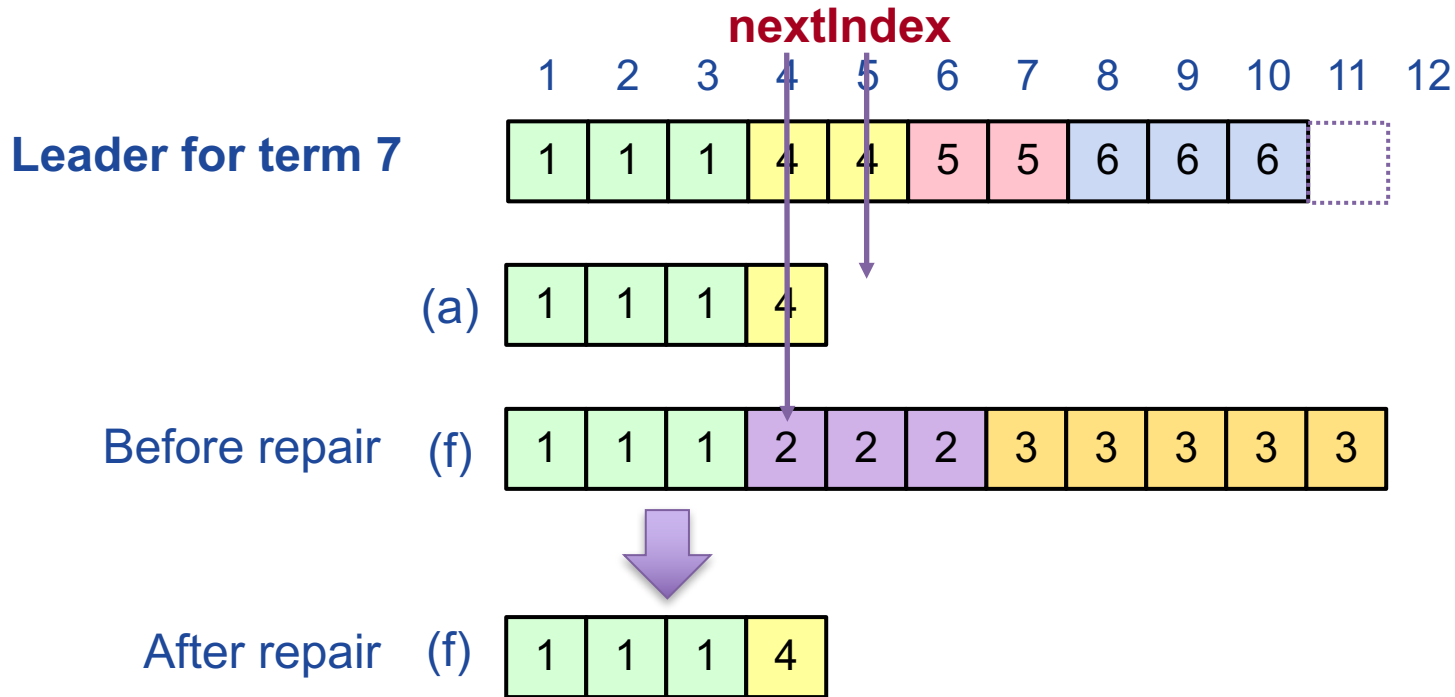 nextIndex
1 2 3 4 5 6 7 8 9 10 11 12
Leader for term 7 1 1 1 4 4 5 5 6 6 6
(a) 1 1 1 4
Before repair (f) 1 1 1 2 2 2 3 3 3 3 3
After repair (f) 1 1 1 4